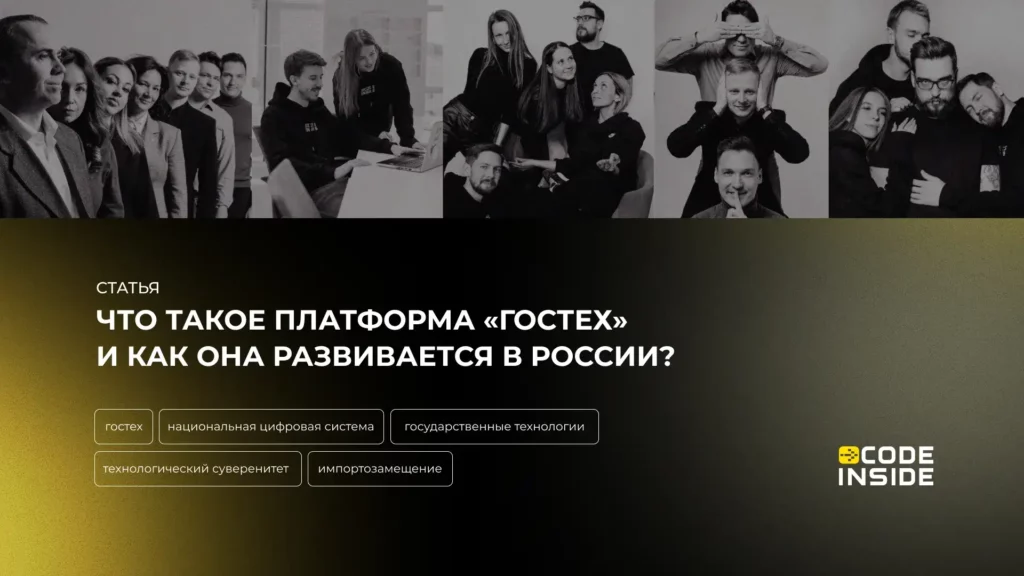 СТАТЬЯ
ЧТО ТАКОЕ ПЛАТФОРМА «ГОСТЕХ»
И КАК ОНА РАЗВИВАЕТСЯ В РОССИИ?
гостех
национальная цифровая система
государственные технологии
технологический суверенитет
импортозамещение
CODE
INSIDE